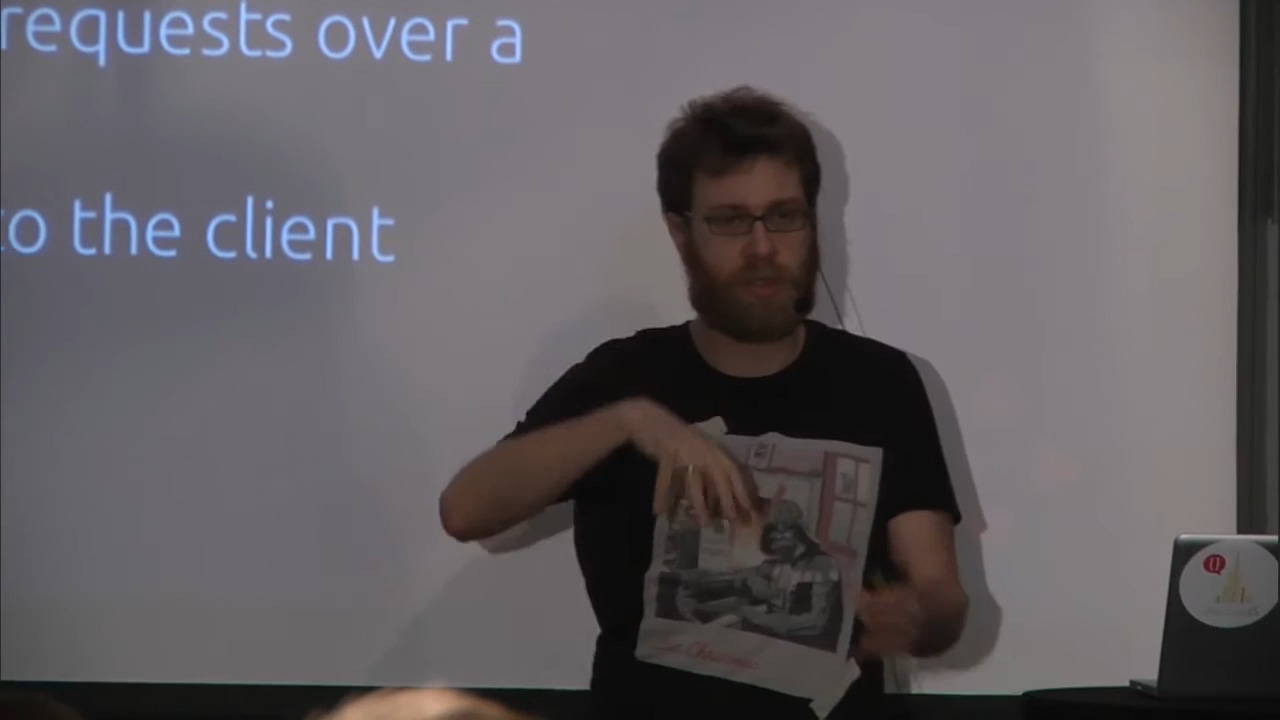 requests over a
to the client